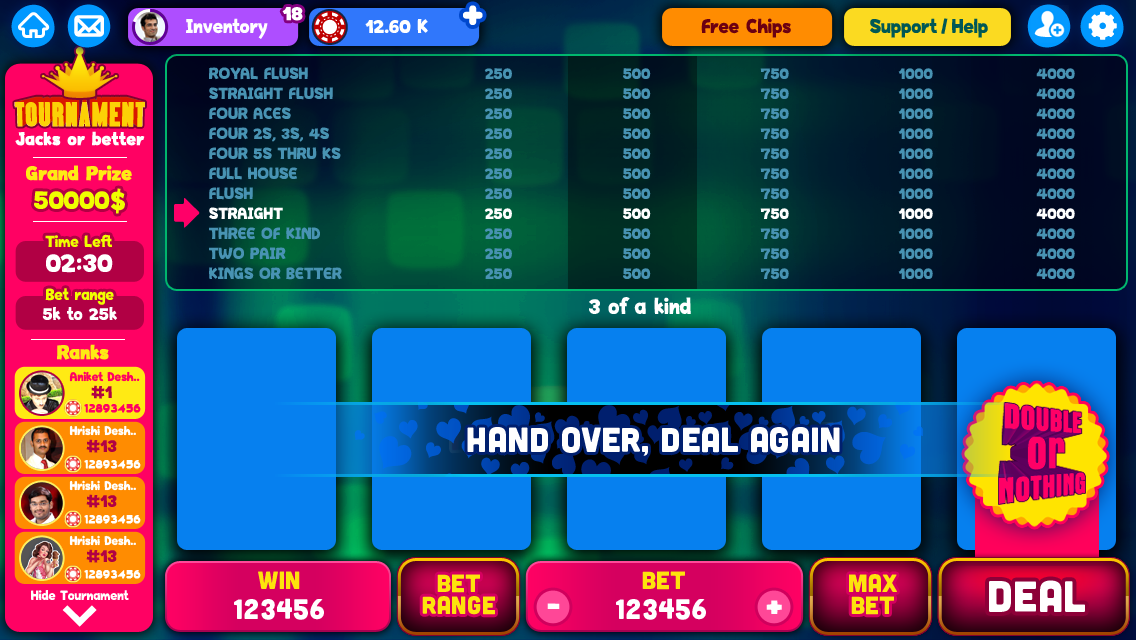 Inventory
18
12.60 K
Free Chips
Support / Help
TOURNAMENT
Jacks or better
Grand Prize
50000$
Time Left
02:30
Bet range
5k to 25k
Ranks
Aniket Desh..
#1
12893456
Hrishi Desh..
#13
12893456
Hrishi Desh..
#13
12893456
Hrishi Desh..
#13
12893456
Hide Tournament
ROYAL FLUSH 250 500 750 1000 4000
STRAIGHT FLUSH 250 500 750 1000 4000
FOUR ACES 250 500 750 1000 4000
FOUR 2S, 3S, 4S 250 500 750 1000 4000
FOUR 5S THRU KS 250 500 750 1000 4000
FULL HOUSE 250 500 750 1000 4000
FLUSH 250 500 750 1000 4000
STRAIGHT 250 500 750 1000 4000
THREE OF KIND 250 500 750 1000 4000
TWO PAIR 250 500 750 1000 4000
KINGS OR BETTER 250 500 750 1000 4000
3 of a kind
HAND OVER, DEAL AGAIN
DOUBLE
OR
NOTHING
WIN
123456
BET
RANGE
BET
- 123456 +
MAX
BET
DEAL